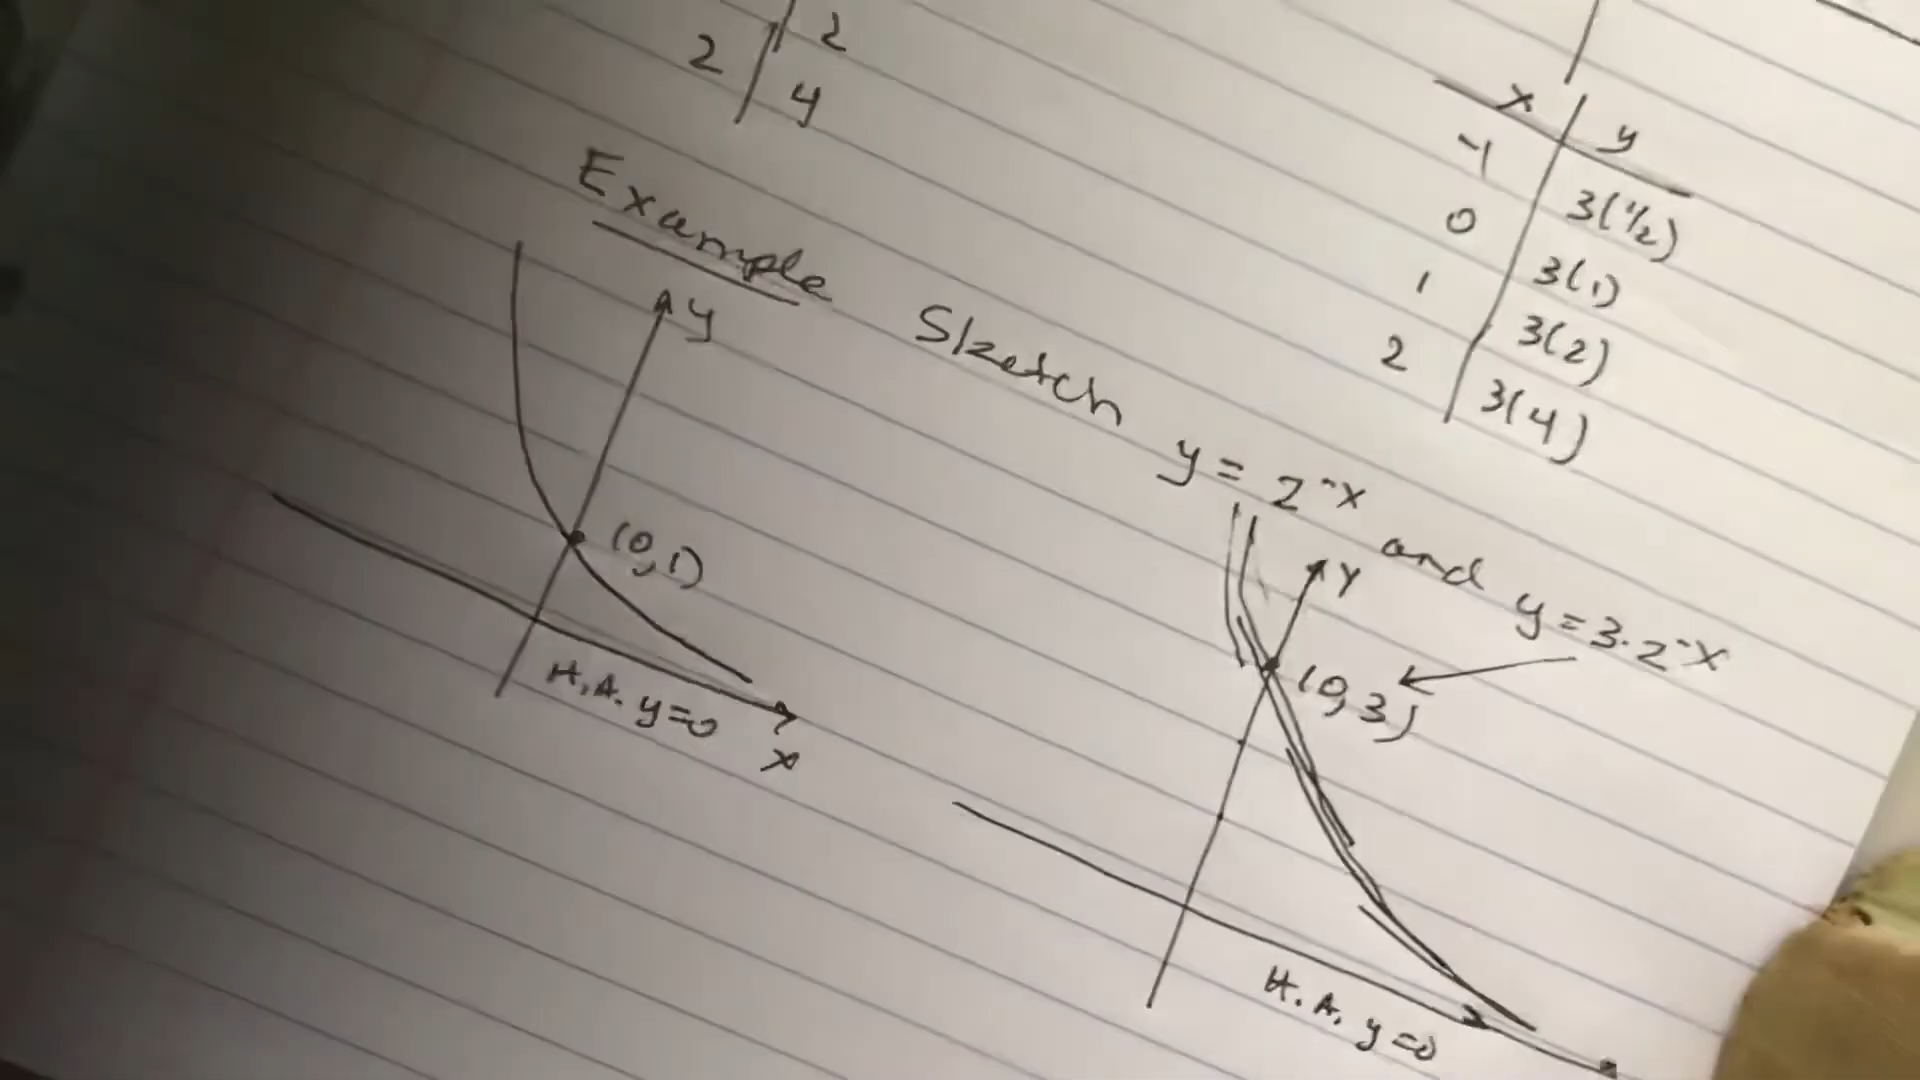 2
2 4
x y
-1 3(1/2)
0 3(1)
1 3(2)
2 3(4)
Example Sketch y = 2^-x and y = 3·2^-x
y
(0,1)
H.A. y=0
x
y
(0,3)
H.A. y=0